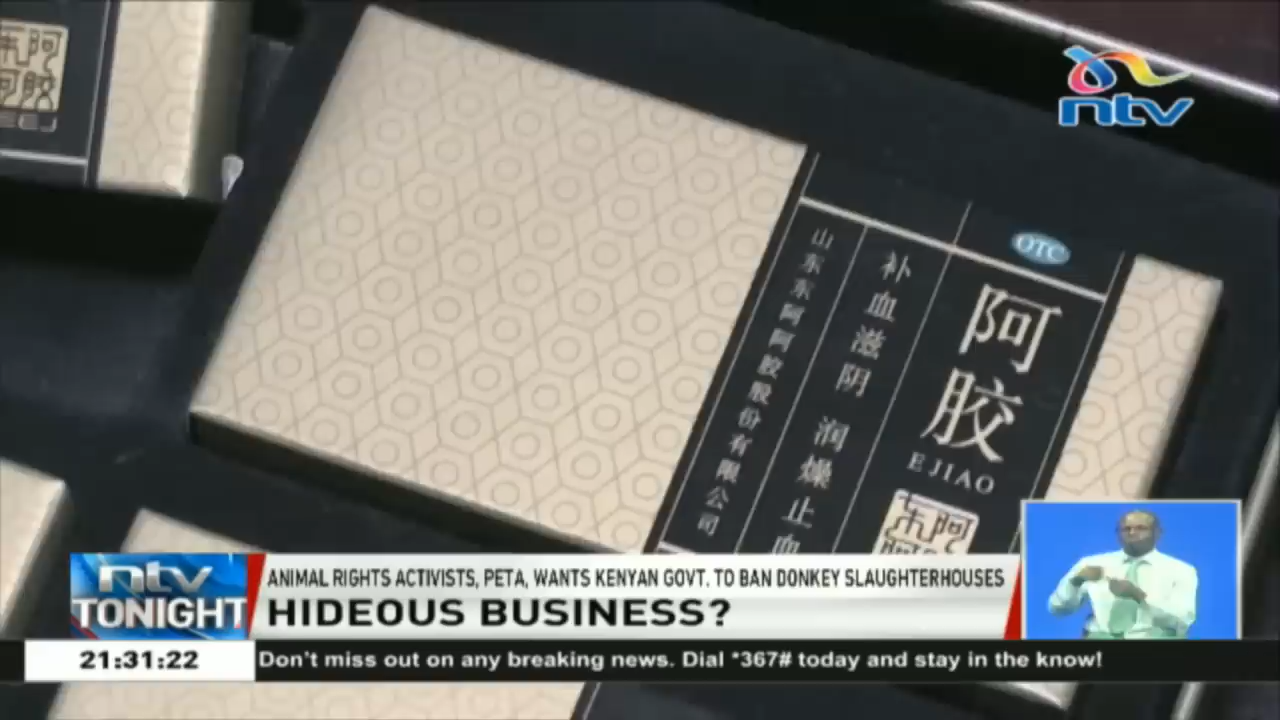 ntv
OTC
阿胶
EJIAO
补血滋阴 润燥止血
山东东阿阿胶股份有限公司
ntv
TONIGHT
ANIMAL RIGHTS ACTIVISTS, PETA, WANTS KENYAN GOVT. TO BAN DONKEY SLAUGHTERHOUSES
HIDEOUS BUSINESS?
21:31:22
Don't miss out on any breaking news. Dial *367# today and stay in the know!